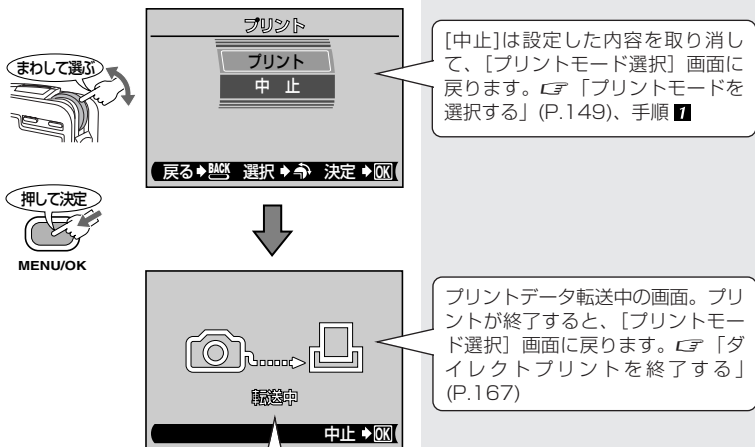 プリント
プリント
中 止
戻る BACK 選択 決定 OK
まわして選ぶ
押して決定
MENU/OK
[中止]は設定した内容を取り消し
て、[プリントモード選択] 画面に
戻ります。「プリントモードを
選択する」(P.149)、手順 1
転送中
中止 OK
プリントデータ転送中の画面。プリ
ントが終了すると、[プリントモー
ド選択] 画面に戻ります。「ダ
イレクトプリントを終了する」
(P.167)